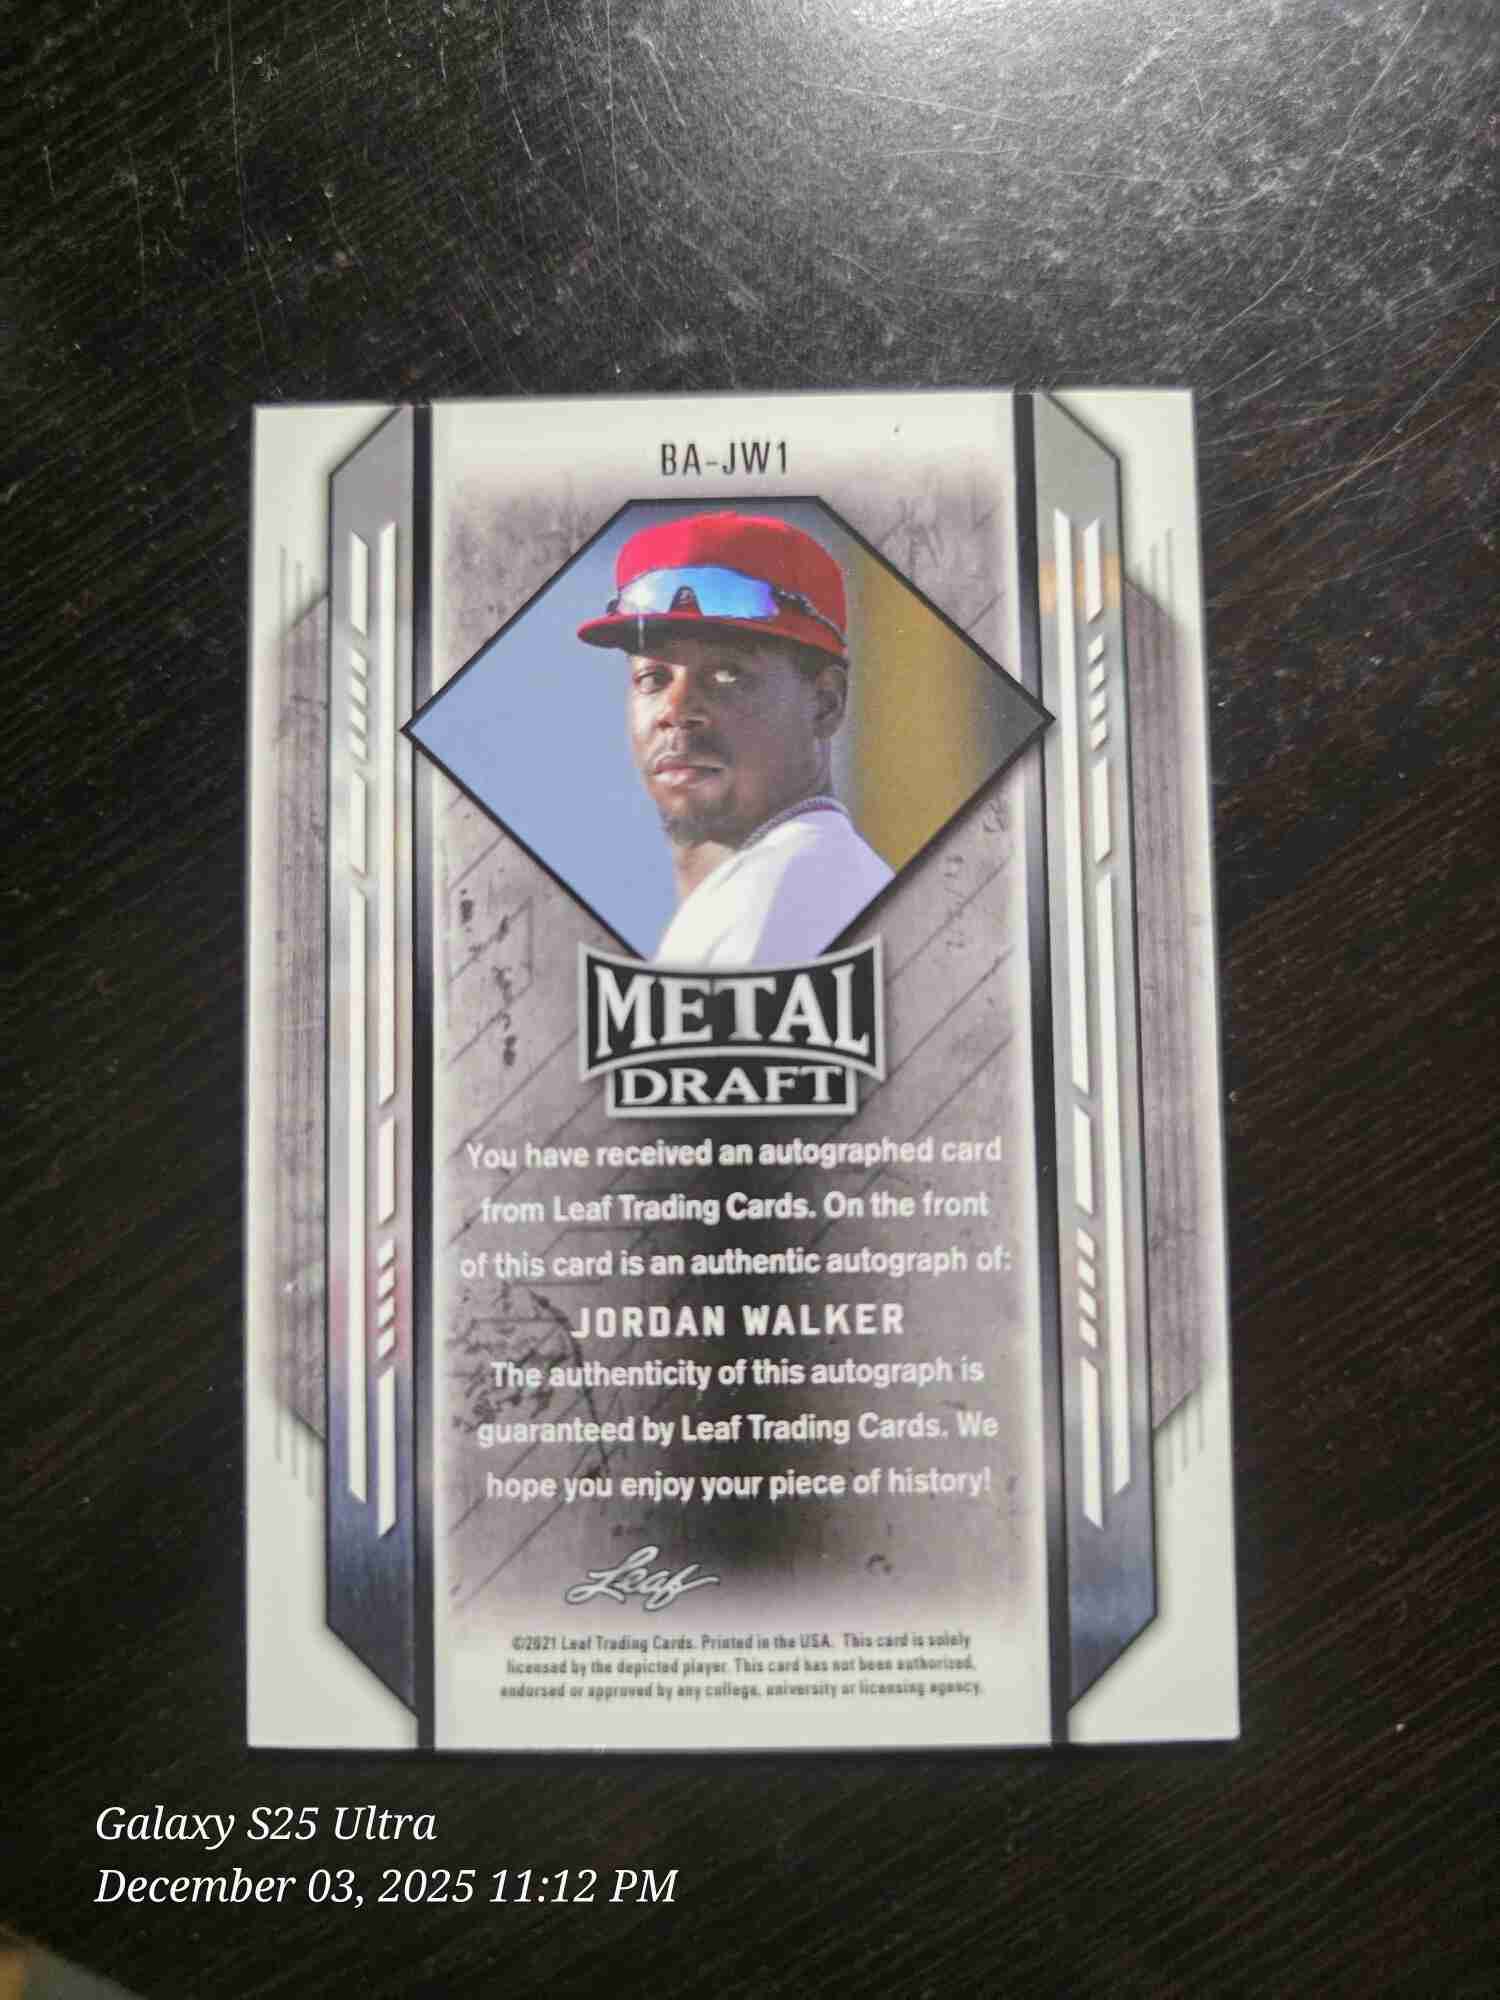 BA-JW1
METAL
DRAFT
You have received an autographed card
from Leaf Trading Cards. On the front
of this card is an authentic autograph of:
JORDAN WALKER
The authenticity of this autograph is
guaranteed by Leaf Trading Cards. We
hope you enjoy your piece of history!
Leaf
©2021 Leaf Trading Cards. Printed in the USA. This card is solely
licensed by the depicted player. This card has not been authorized,
endorsed or approved by any college, university or licensing agency.
Galaxy S25 Ultra
December 03, 2025 11:12 PM